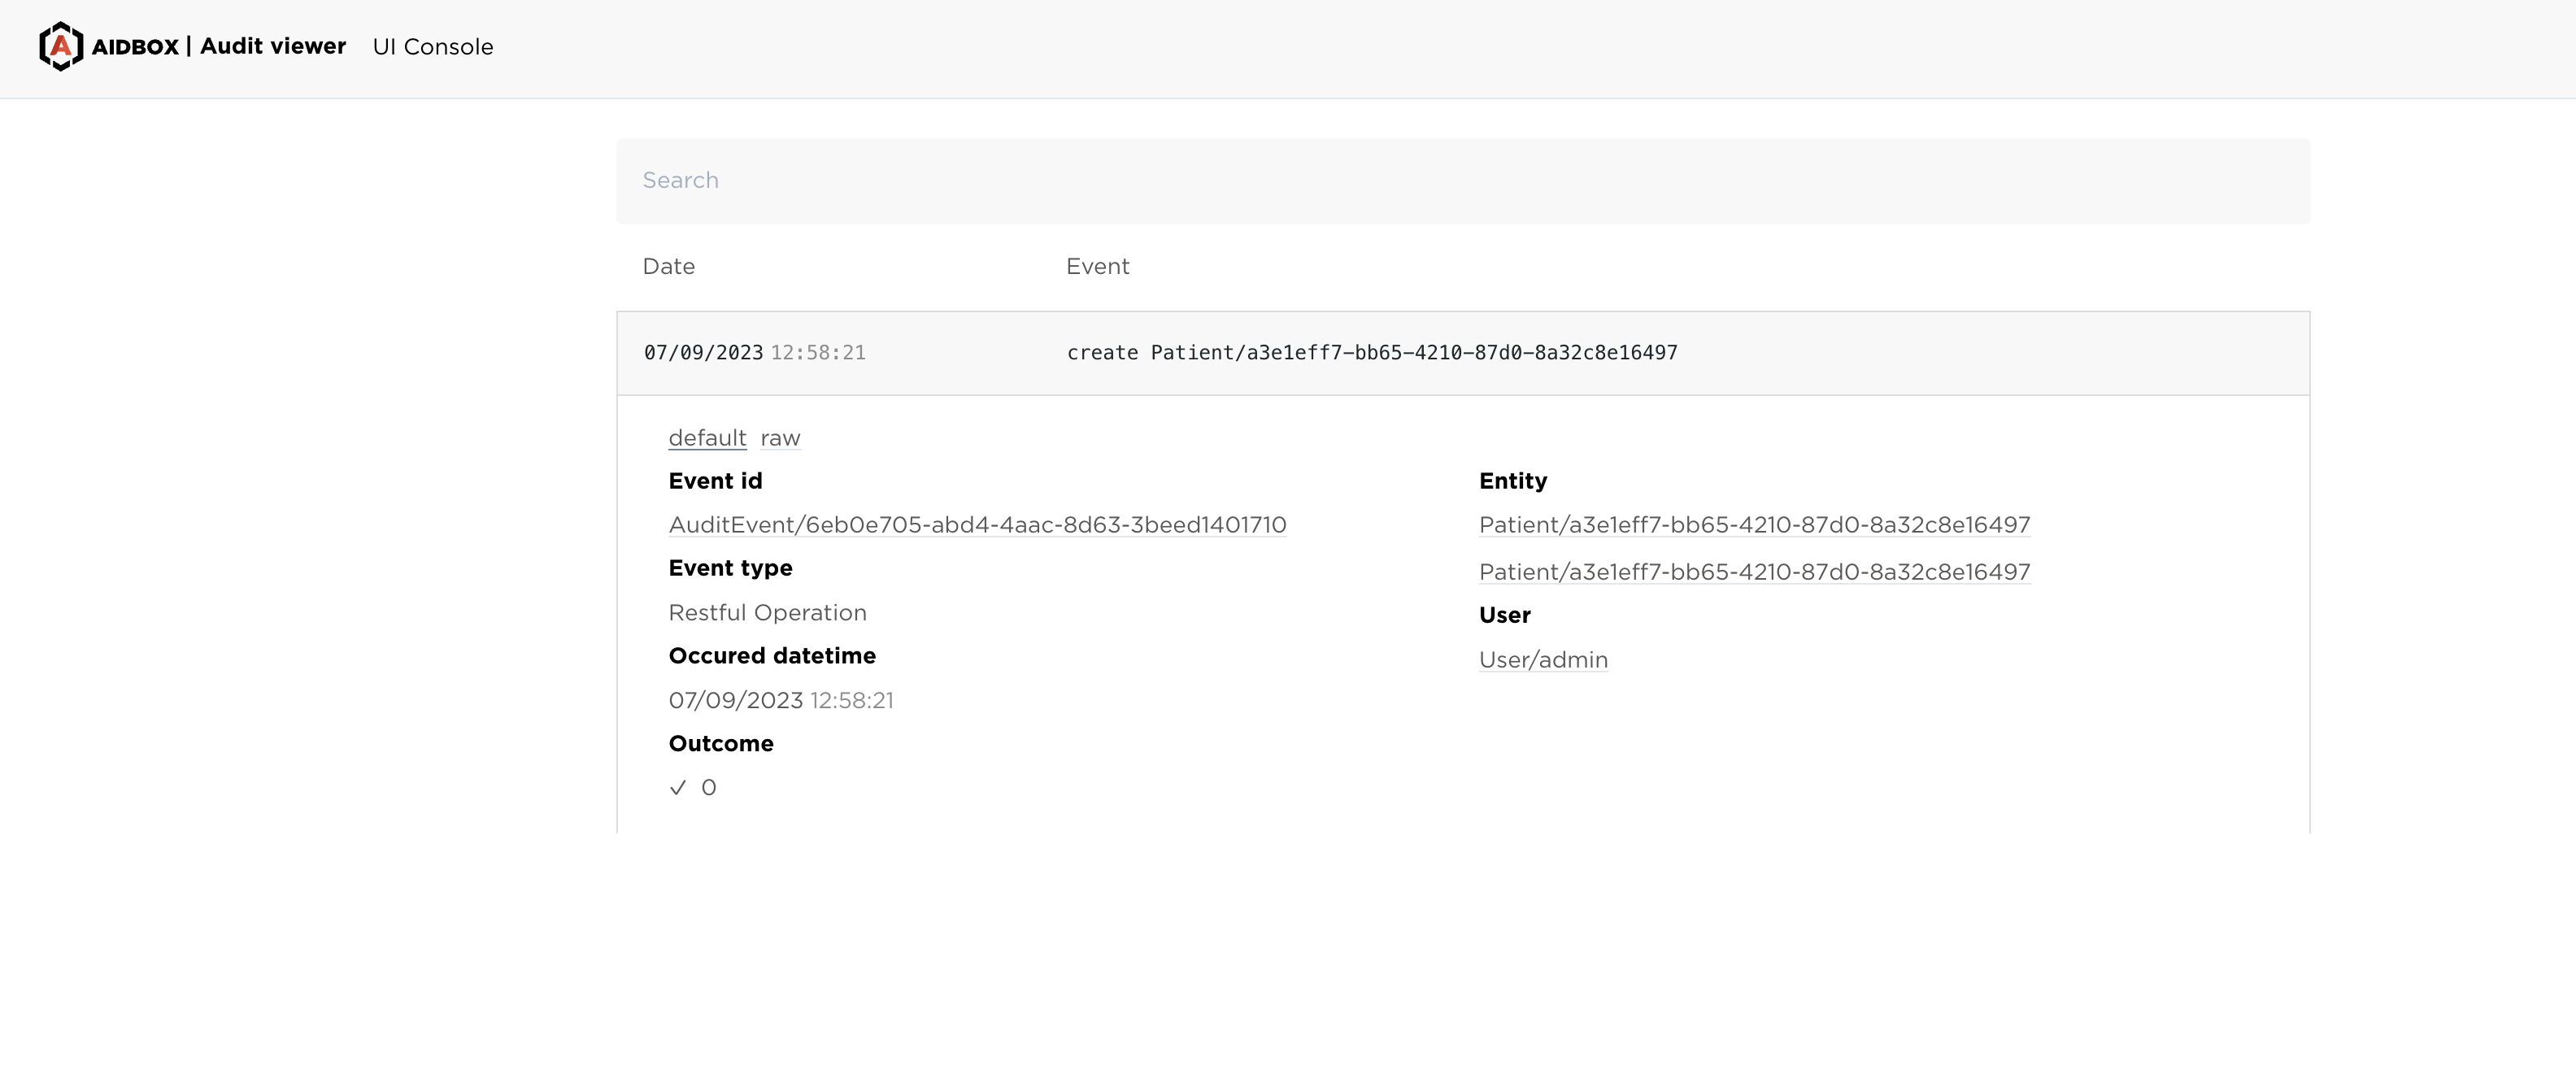 AIDBOX | Audit viewer UI Console
Search
Date Event
07/09/2023 12:58:21 create Patient/a3e1eff7-bb65-4210-87d0-8a32c8e16497
default raw
Event id
AuditEvent/6eb0e705-abd4-4aac-8d63-3beed1401710
Event type
Restful Operation
Occured datetime
07/09/2023 12:58:21
Outcome
✓ 0
Entity
Patient/a3e1eff7-bb65-4210-87d0-8a32c8e16497
Patient/a3e1eff7-bb65-4210-87d0-8a32c8e16497
User
User/admin